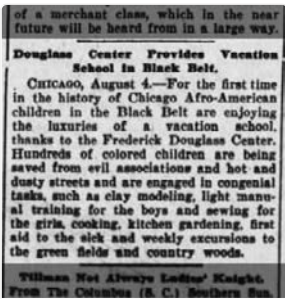 of a merchant class, which in the near
future will be heard from in a large way.
Douglass Center Provides Vacation
School in Black Belt.
CHICAGO, August 4.—For the first time
in the history of Chicago Afro-American
children in the Black Belt are enjoying
the luxuries of a vacation school,
thanks to the Frederick Douglass Center.
Hundreds of colored children are being
saved from evil associations and hot and
dusty streets and are engaged in congenial
tasks, such as clay modeling, light manu-
al training for the boys and sewing for
the girls, cooking, kitchen gardening, first
aid to the sick and weekly excursions to
the green fields and country woods.
Tillman Not Always Ladies' Knight.
From The Columbus (S. C.) Southern Sun.